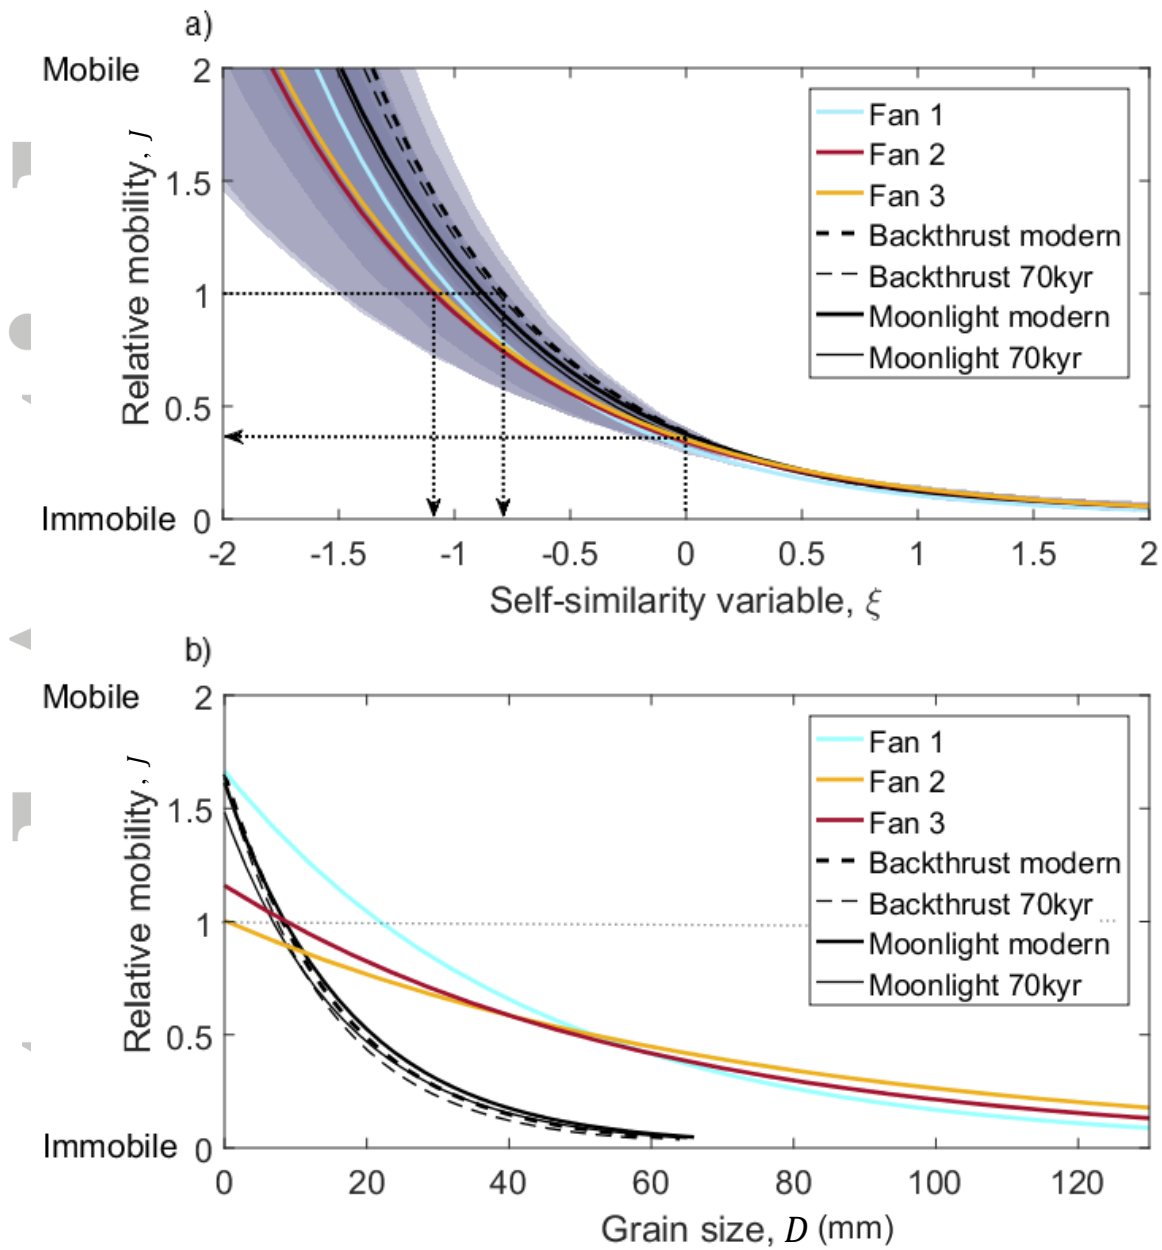 a)
Mobile
2
1.5
1
0.5
0
Immobile
Relative mobility, J
Fan 1
Fan 2
Fan 3
Backthrust modern
Backthrust 70kyr
Moonlight modern
Moonlight 70kyr
-2 -1.5 -1 -0.5 0 0.5 1 1.5 2
Self-similarity variable, ξ
b)
Mobile
2
1.5
1
0.5
0
Immobile
Relative mobility, J
Fan 1
Fan 2
Fan 3
Backthrust modern
Backthrust 70kyr
Moonlight modern
Moonlight 70kyr
0 20 40 60 80 100 120
Grain size, D (mm)